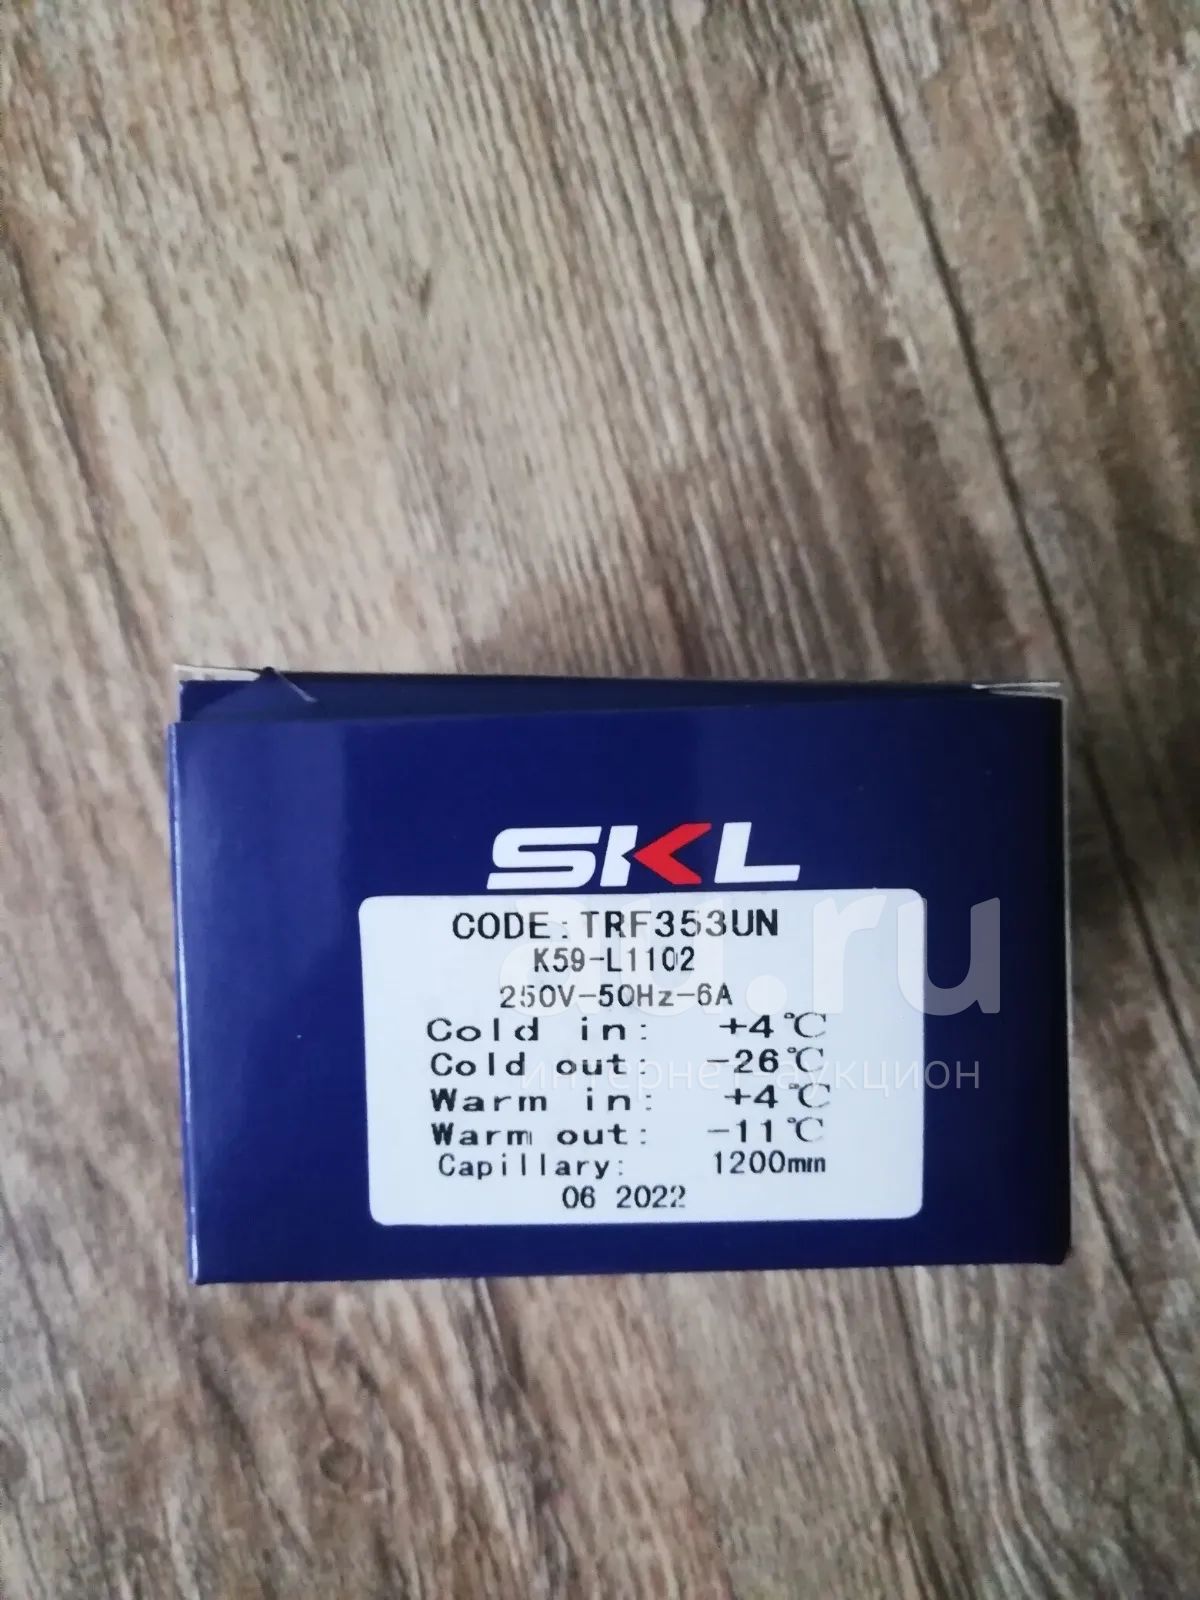 SKL
CODE:TRF353UN
K59-L1102
250V-50Hz-6A
Cold in: +4℃
Cold out: -26℃
Warm in: +4℃
Warm out: -11℃
Capillary: 1200mm
06 2022
au.ru
интернет аукцион